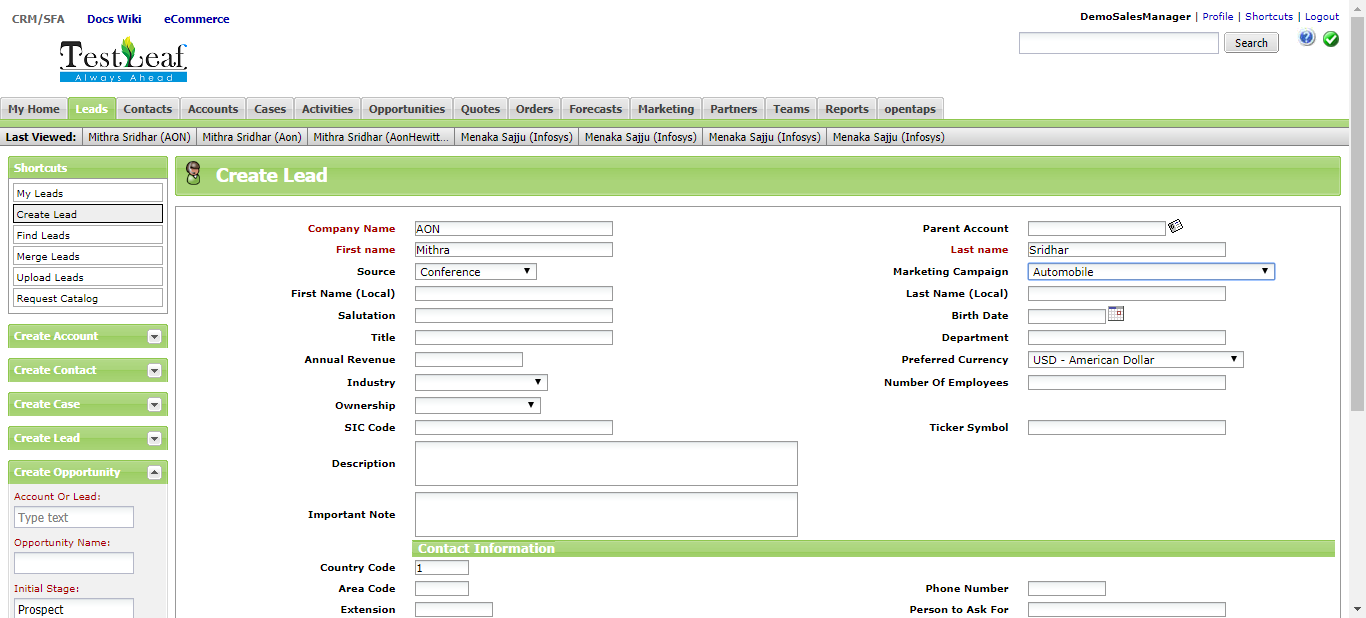 CRM/SFA Docs Wiki eCommerce
DemoSalesManager | Profile | Shortcuts | Logout
TestLeaf
Always Ahead
Search
My Home Leads Contacts Accounts Cases Activities Opportunities Quotes Orders Forecasts Marketing Partners Teams Reports opentaps
Last Viewed: Mithra Sridhar (AON) Mithra Sridhar (Aon) Mithra Sridhar (AonHewitt... Menaka Sajju (Infosys) Menaka Sajju (Infosys) Menaka Sajju (Infosys) Menaka Sajju (Infosys)
Shortcuts
My Leads
Create Lead
Find Leads
Merge Leads
Upload Leads
Request Catalog
Create Account
Create Contact
Create Case
Create Lead
Create Opportunity
Account Or Lead:
Type text
Opportunity Name:
Initial Stage:
Prospect
Create Lead
Company Name AON Parent Account
First name Mithra Last name Sridhar
Source Conference Marketing Campaign Automobile
First Name (Local) Last Name (Local)
Salutation Birth Date
Title Department
Annual Revenue Preferred Currency USD - American Dollar
Industry Number Of Employees
Ownership
SIC Code Ticker Symbol
Description
Important Note
Contact Information
Country Code 1
Area Code Phone Number
Extension Person to Ask For